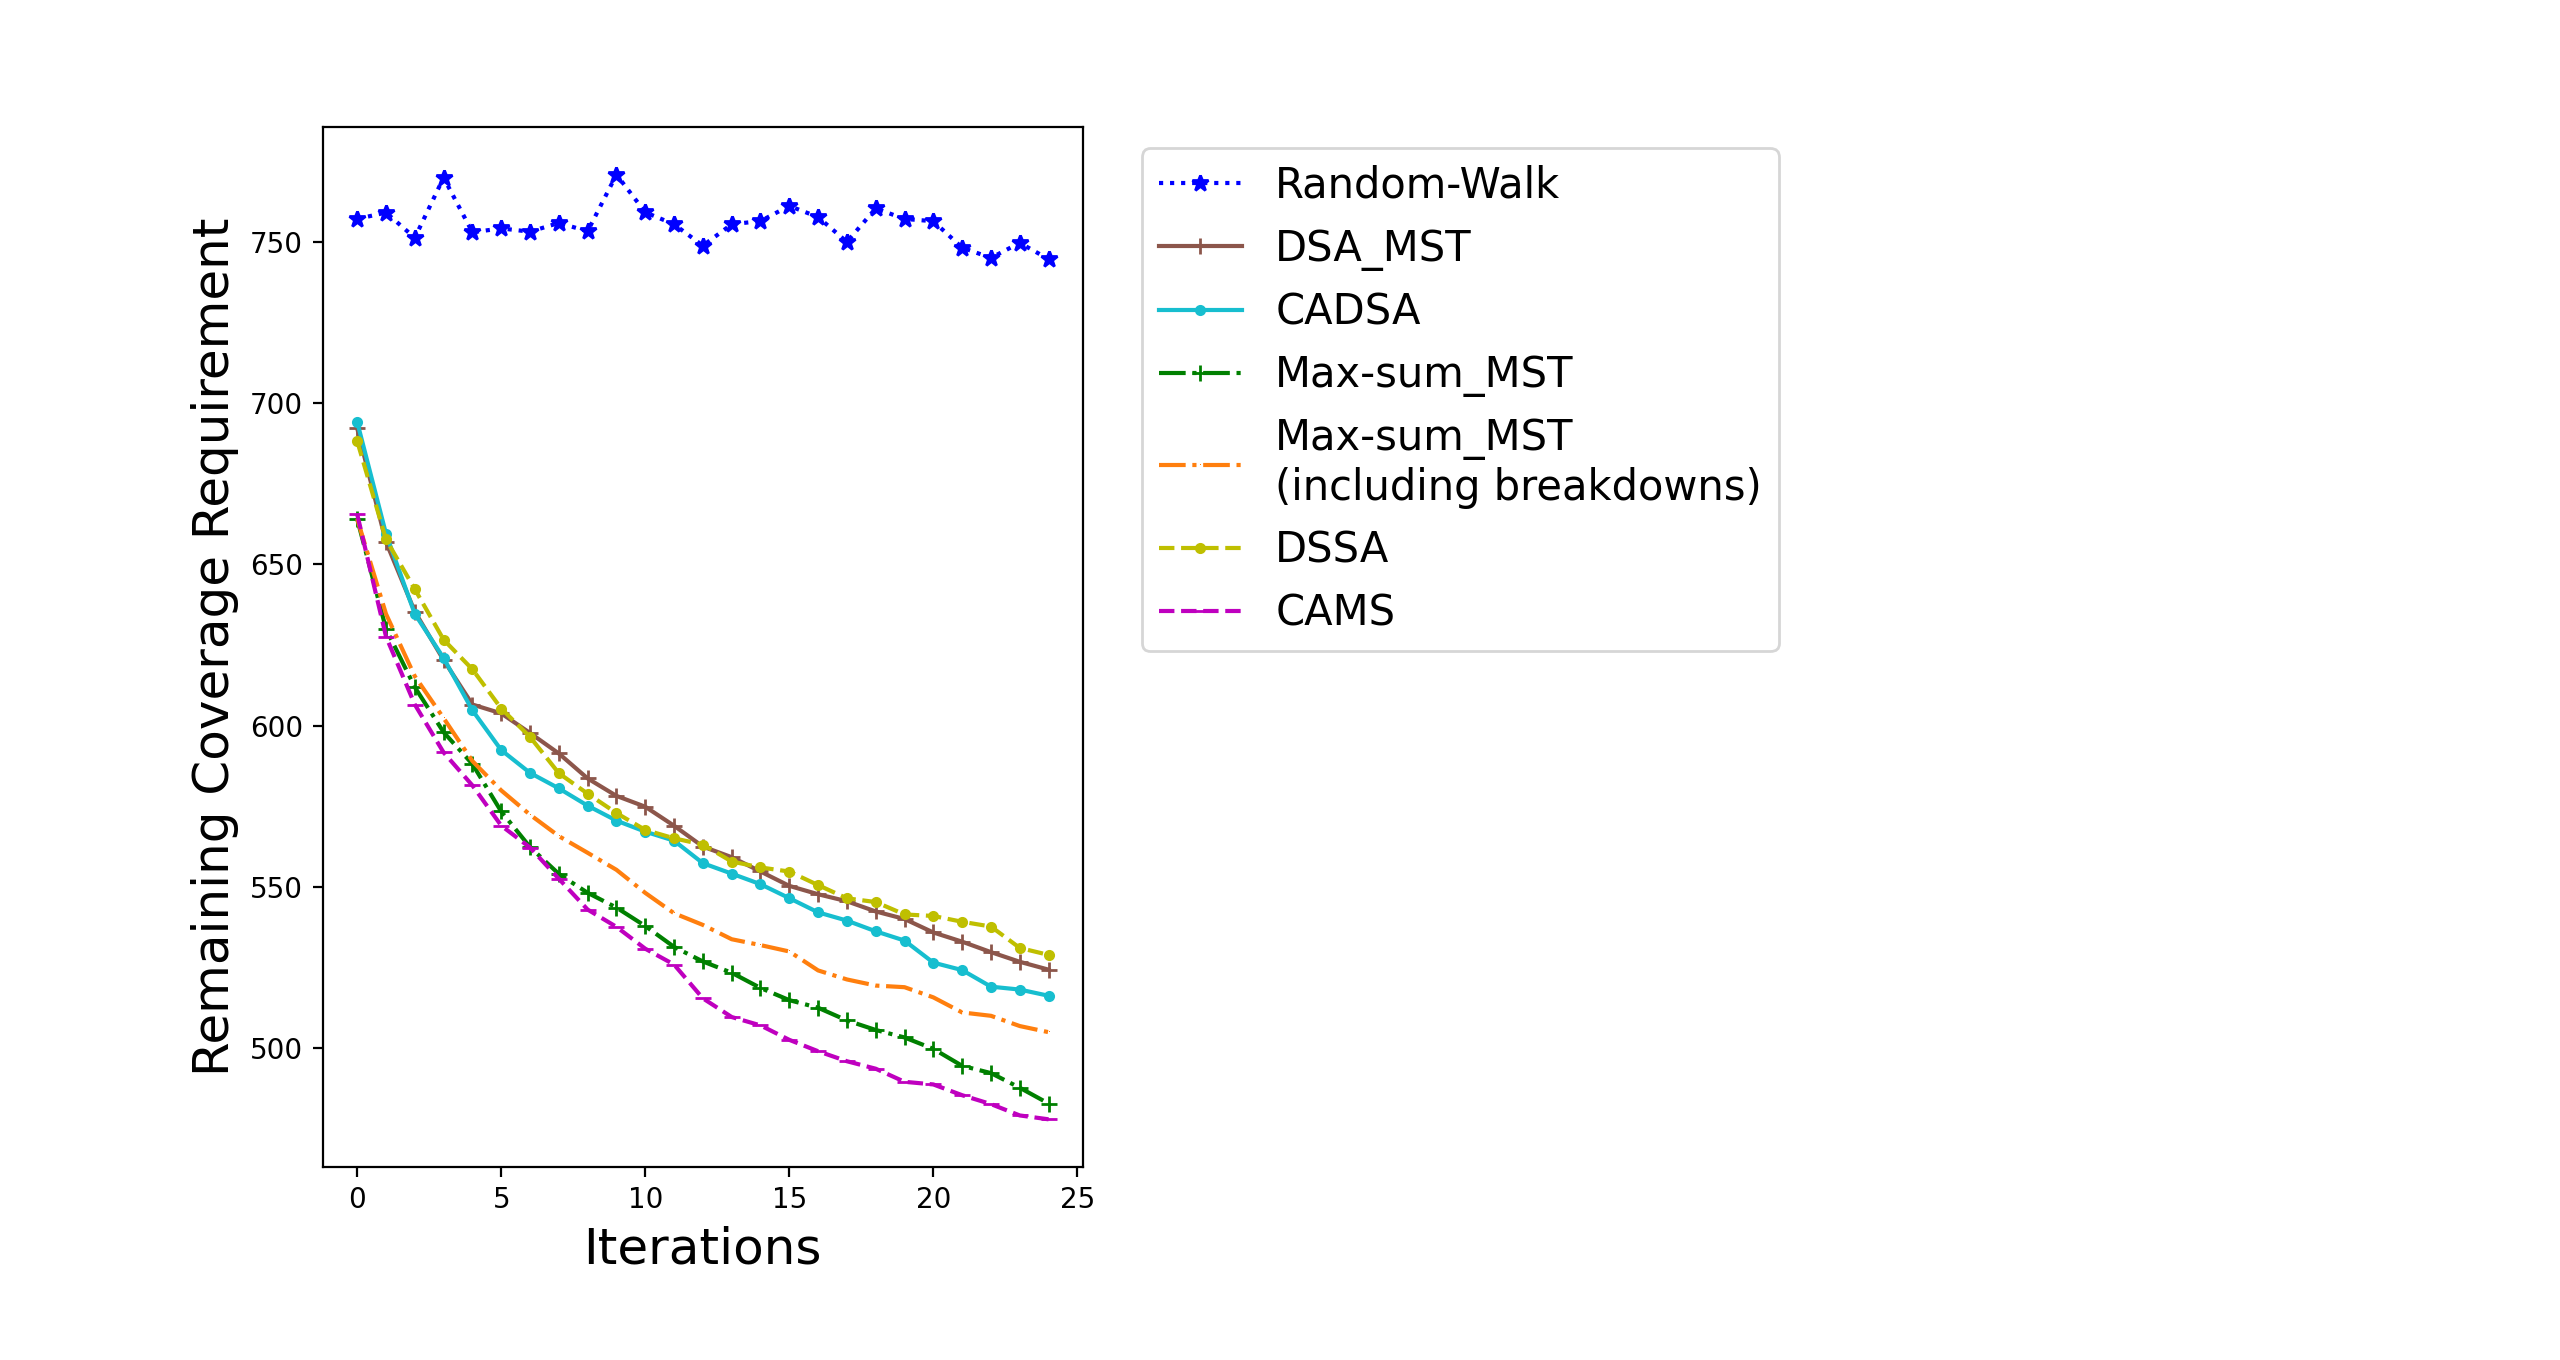 Remaining Coverage Requirement
750
700
650
600
550
500
0 5 10 15 20 25
Iterations
Random-Walk
DSA_MST
CADSA
Max-sum_MST
Max-sum_MST
(including breakdowns)
DSSA
CAMS